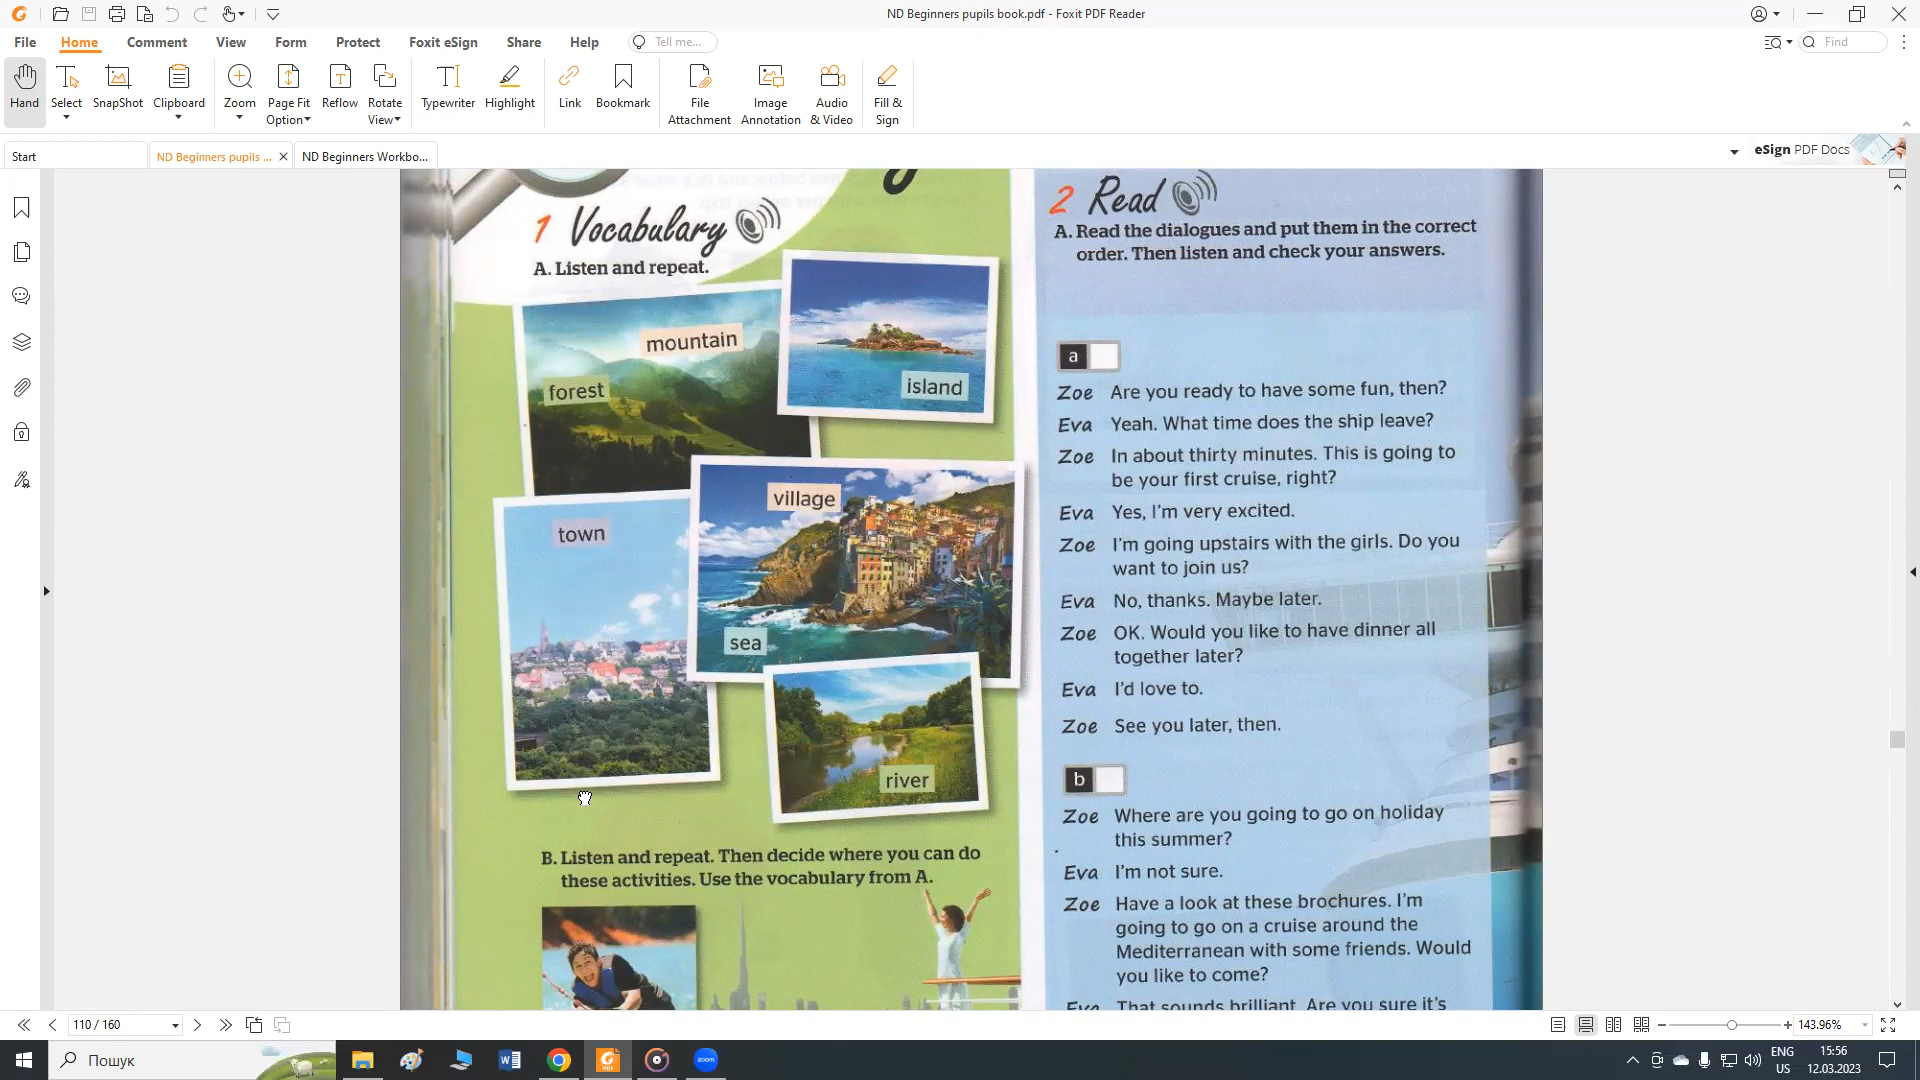 ND Beginners pupils book.pdf - Foxit PDF Reader
File Home Comment View Form Protect Foxit eSign Share Help Tell me... Find
Hand Select SnapShot Clipboard Zoom Page Fit Option Reflow Rotate View Typewriter Highlight Link Bookmark File Attachment Image Annotation Audio & Video Fill & Sign
Start ND Beginners pupils ... ND Beginners Workbo... eSign PDF Docs
1 Vocabulary
A. Listen and repeat.
mountain
forest
island
village
town
sea
river
B. Listen and repeat. Then decide where you can do
these activities. Use the vocabulary from A.
2 Read
A. Read the dialogues and put them in the correct
order. Then listen and check your answers.
a
Zoe Are you ready to have some fun, then?
Eva Yeah. What time does the ship leave?
Zoe In about thirty minutes. This is going to
be your first cruise, right?
Eva Yes, I'm very excited.
Zoe I'm going upstairs with the girls. Do you
want to join us?
Eva No, thanks. Maybe later.
Zoe OK. Would you like to have dinner all
together later?
Eva I'd love to.
Zoe See you later, then.
b
Zoe Where are you going to go on holiday
this summer?
Eva I'm not sure.
Zoe Have a look at these brochures. I'm
going to go on a cruise around the
Mediterranean with some friends. Would
you like to come?
Eva That sounds brilliant. Are you sure it's
110 / 160 143.96%
Пошук ENG 15:56
US 12.03.2023